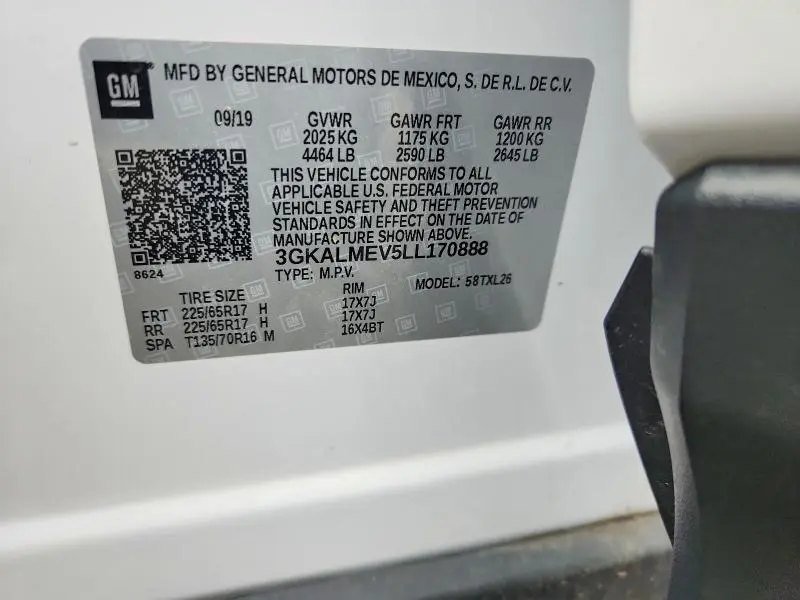 GM MFD BY GENERAL MOTORS DE MEXICO, S. DE R.L. DE C.V.
09/19 GVWR GAWR FRT GAWR RR
2025 KG 1175 KG 1200 KG
4464 LB 2590 LB 2645 LB
THIS VEHICLE CONFORMS TO ALL
APPLICABLE U.S. FEDERAL MOTOR
VEHICLE SAFETY AND THEFT PREVENTION
STANDARDS IN EFFECT ON THE DATE OF
MANUFACTURE SHOWN ABOVE.
8624 3GKALMEV5LL170888
TYPE: M.P.V. MODEL: 58TXL26
TIRE SIZE RIM
FRT 225/65R17 H 17X7J
RR 225/65R17 H 17X7J
SPA T135/70R16 M 16X4BT